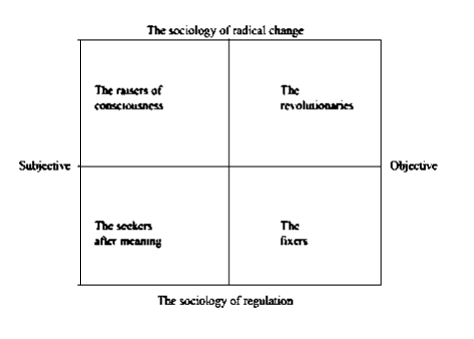 The sociology of radical change
The raisers of
consciousness
The
revolutionaries
Subjective
Objective
The seekers
after meaning
The
fixers
The sociology of regulation